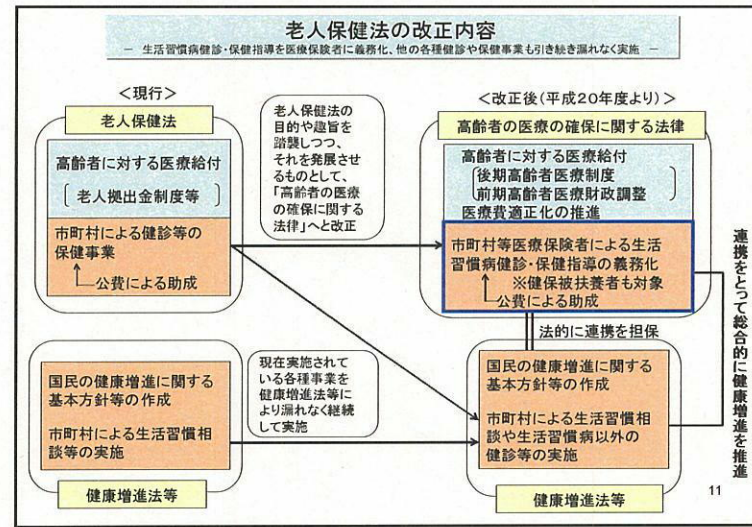 老人保健法の改正内容
－ 生活習慣病健診・保健指導を医療保険者に義務化、他の各種健診や保健事業も引き続き漏れなく実施 －
＜現行＞
老人保健法
高齢者に対する医療給付
老人拠出金制度等
市町村による健診等の
保健事業
公費による助成
老人保健法の
目的や趣旨を
踏襲しつつ、
それを発展させ
るものとして、
「高齢者の医療
の確保に関する
法律」へと改正
＜改正後（平成２０年度より）＞
高齢者の医療の確保に関する法律
高齢者に対する医療給付
後期高齢者医療制度
前期高齢者医療財政調整
医療費適正化の推進
市町村等医療保険者による生活
習慣病健診・保健指導の義務化
※健保被扶養者も対象
公費による助成
法的に連携を担保
国民の健康増進に関する
基本方針等の作成
市町村による生活習慣相
談等の実施
健康増進法等
現在実施されて
いる各種事業を
健康増進法等に
より漏れなく継続
して実施
国民の健康増進に関する
基本方針等の作成
市町村による生活習慣相
談や生活習慣病以外の
健診等の実施
健康増進法等
連携をとって総合的に健康増進を推進
11